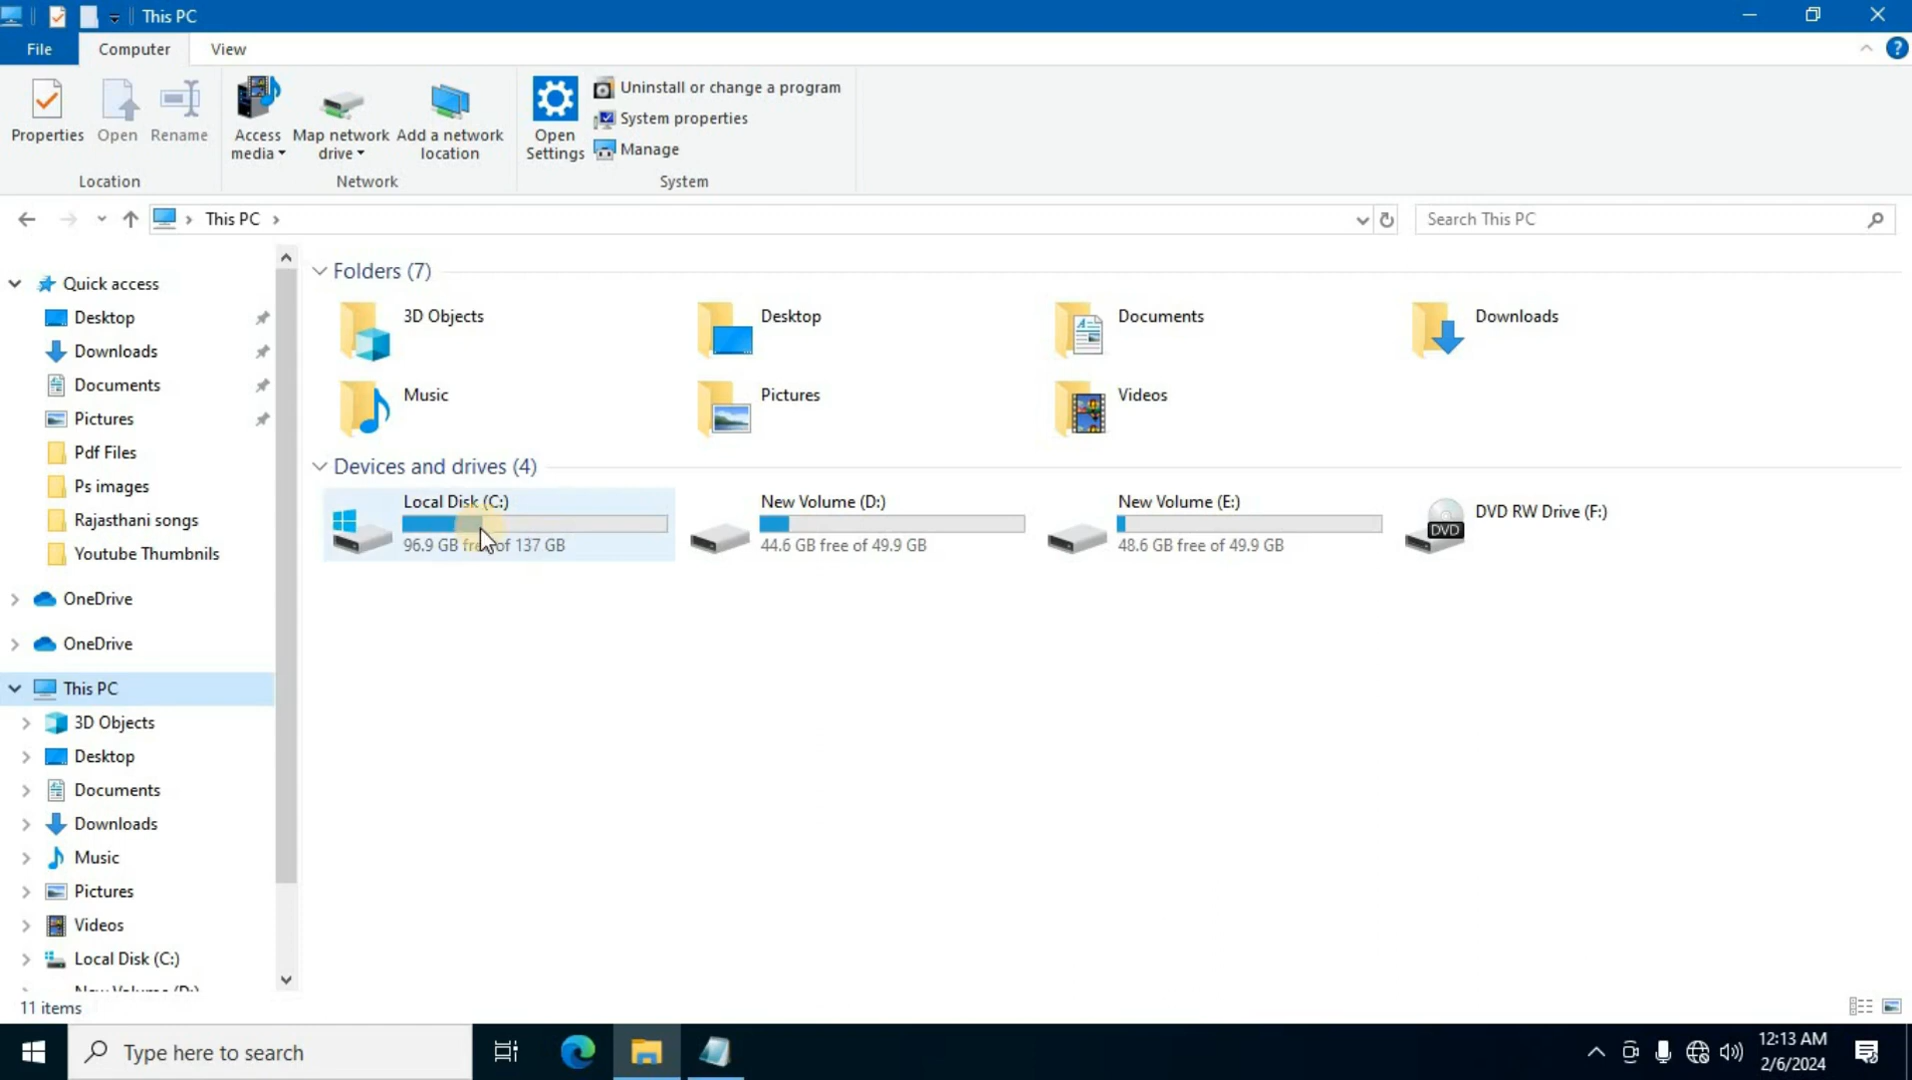 This PC
File
Computer
View
Properties
Open
Rename
Access
media
Map network
drive
Add a network
location
Open
Settings
Uninstall or change a program
System properties
Manage
Location
Network
System
This PC
Search This PC
Quick access
Desktop
Downloads
Documents
Pictures
Pdf Files
Ps images
Rajasthani songs
Youtube Thumbnils
OneDrive
OneDrive
This PC
3D Objects
Desktop
Documents
Downloads
Music
Pictures
Videos
Local Disk (C:)
New Volume (D:)
Folders (7)
3D Objects
Desktop
Documents
Downloads
Music
Pictures
Videos
Devices and drives (4)
Local Disk (C:)
96.9 GB free of 137 GB
New Volume (D:)
44.6 GB free of 49.9 GB
New Volume (E:)
48.6 GB free of 49.9 GB
DVD
DVD RW Drive (F:)
11 items
Type here to search
12:13 AM
2/6/2024